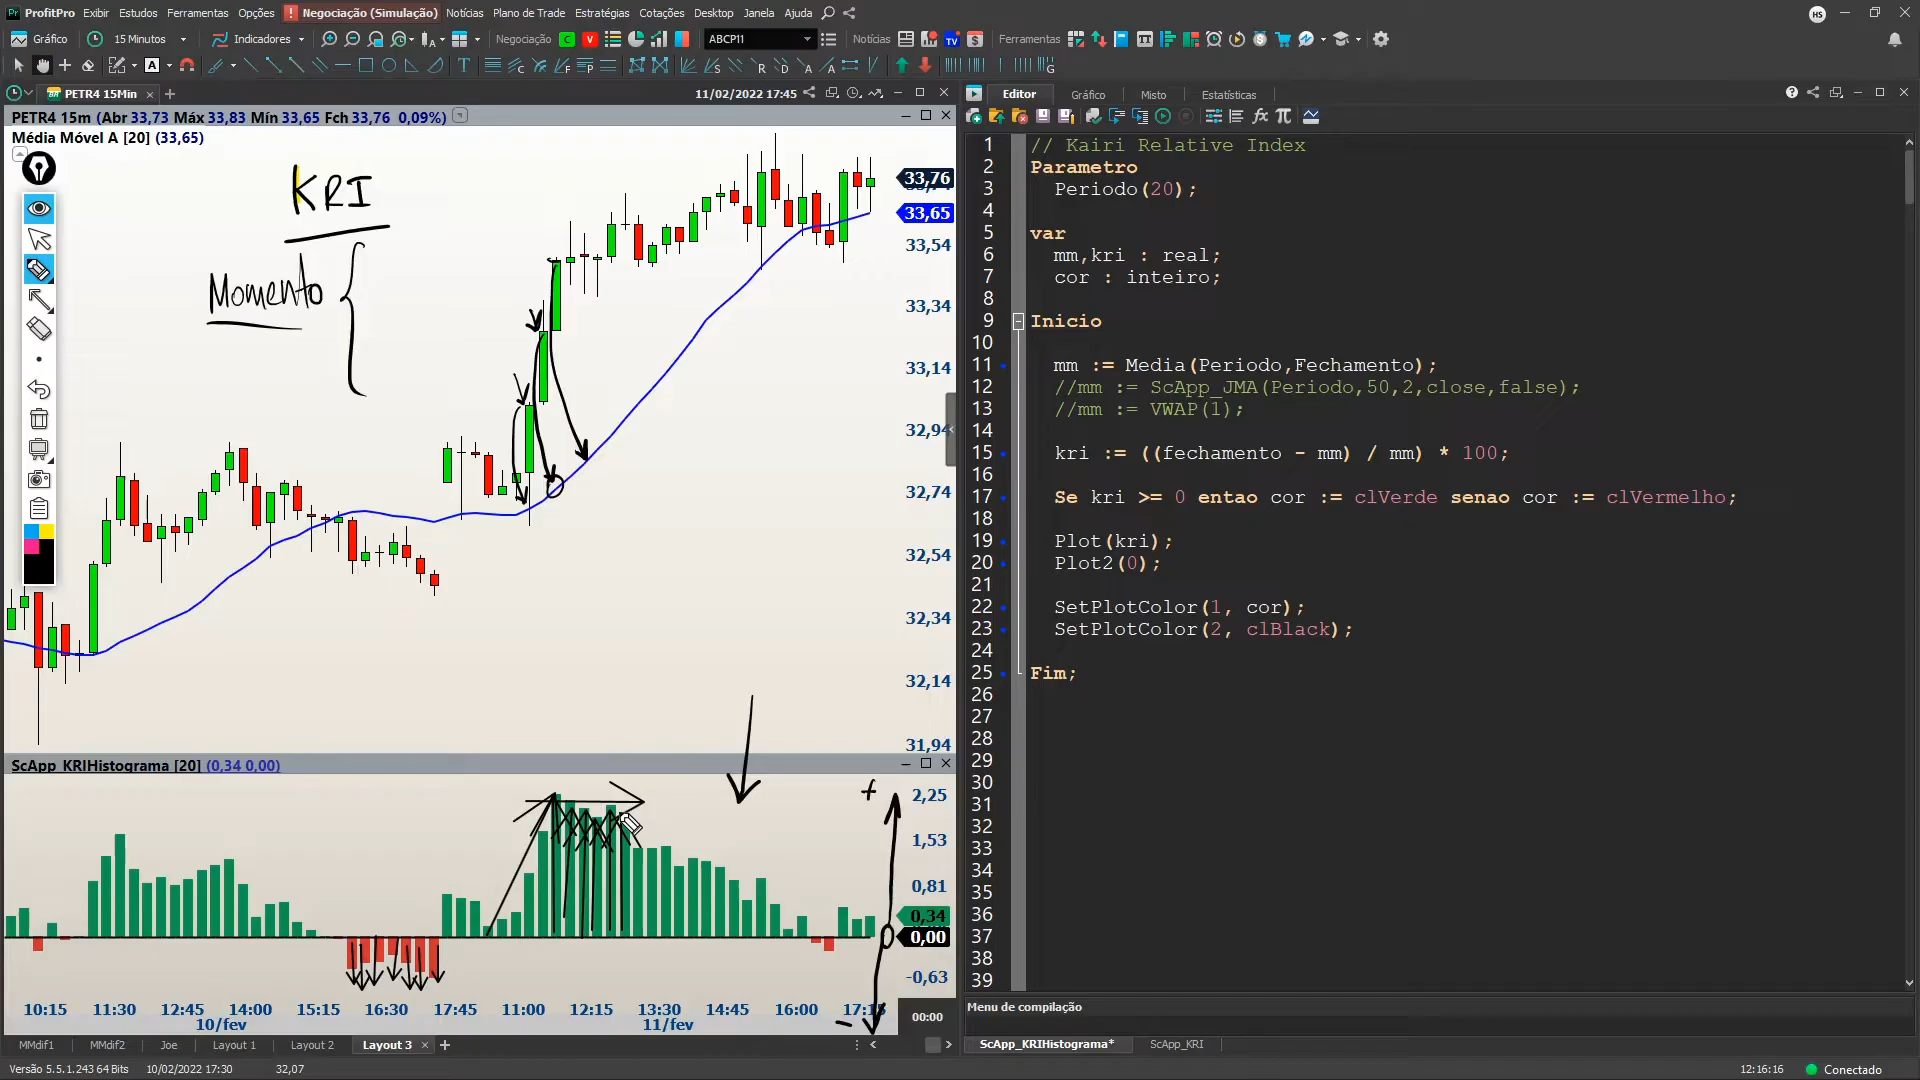 ProfitPro Exibir Estudos Ferramentas Opções Negociação (Simulação) Notícias Plano de Trade Estratégias Cotações Desktop Janela Ajuda HS
Gráfico 15 Minutos Indicadores Negociação C V ABCP11 Notícias TV Ferramentas
PETR4 15Min 11/02/2022 17:45
PETR4 15m (Abr 33,73 Máx 33,83 Mín 33,65 Fch 33,76 0,09%)
Média Móvel A [20] (33,65)
KRI
Momento
33,76
33,65
33,54
33,34
33,14
32,94
32,74
32,54
32,34
32,14
31,94
ScApp_KRIHistograma [20] (0,34 0,00)
+
2,25
1,53
0,81
0,34
0,00
-0,63
0
-
10:15 11:30 12:45 14:00 15:15 16:30 17:45 11:00 12:15 13:30 14:45 16:00 17:15
10/fev 11/fev
00:00
MMdif1 MMdif2 Joe Layout 1 Layout 2 Layout 3
Editor Gráfico Misto Estatísticas
1 // Kairi Relative Index
2 Parametro
3 Periodo(20);
4
5 var
6 mm,kri : real;
7 cor : inteiro;
8
9 Inicio
10
11 mm := Media(Periodo,Fechamento);
12 //mm := ScApp_JMA(Periodo,50,2,close,false);
13 //mm := VWAP(1);
14
15 kri := ((fechamento - mm) / mm) * 100;
16
17 Se kri >= 0 entao cor := clVerde senao cor := clVermelho;
18
19 Plot(kri);
20 Plot2(0);
21
22 SetPlotColor(1, cor);
23 SetPlotColor(2, clBlack);
24
25 Fim;
26
27
28
29
30
31
32
33
34
35
36
37
38
39
Menu de compilação
ScApp_KRIHistograma* ScApp_KRI
Versão 5.5.1.243 64 Bits 10/02/2022 17:30 32,07 12:16:16 Conectado